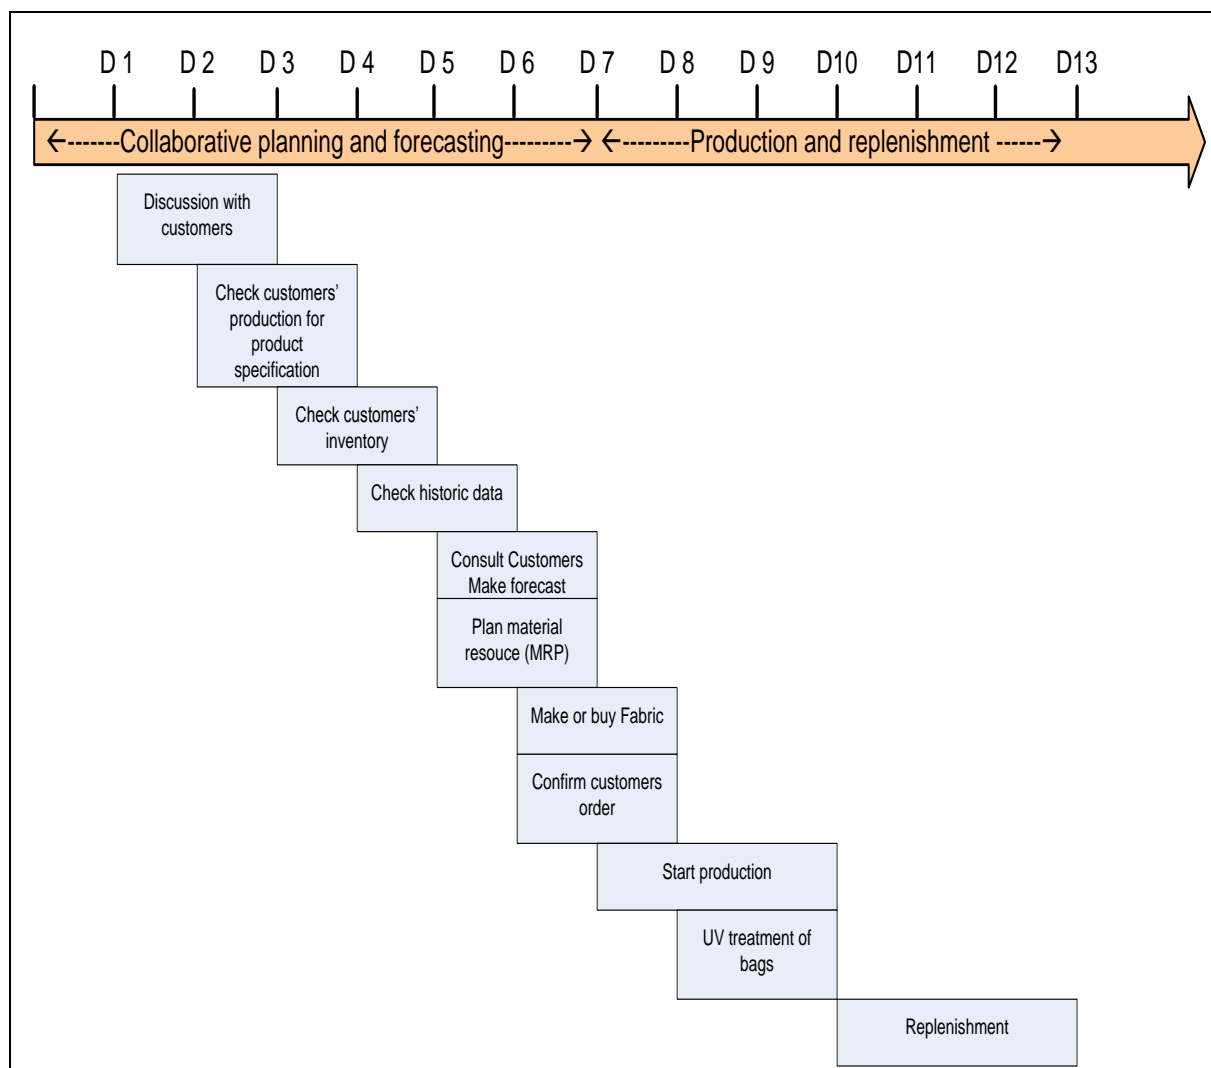 D 1 D 2 D 3 D 4 D 5 D 6 D 7 D 8 D 9 D10 D11 D12 D13
←-------Collaborative planning and forecasting---------→ ←---------Production and replenishment ------→
Discussion with
customers
Check customers’
production for
product
specification
Check customers’
inventory
Check historic data
Consult Customers
Make forecast
Plan material
resouce (MRP)
Make or buy Fabric
Confirm customers
order
Start production
UV treatment of
bags
Replenishment